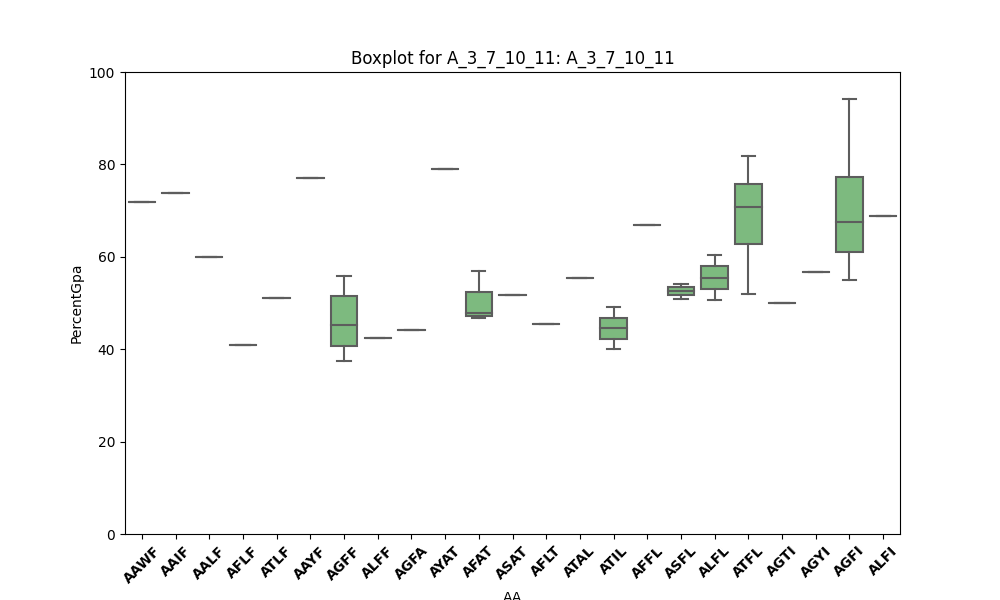 Boxplot for A_3_7_10_11: A_3_7_10_11
PercentGpa
100
80
60
40
20
0
AAWF AAIF AALF AFLF ATLF AAYF AGFF ALFF AGFA AYAT AFAT ASAT AFLT ATAL ATIL AFFL ASFL ALFL ATFL AGTI AGYI AGFI ALFI
AA